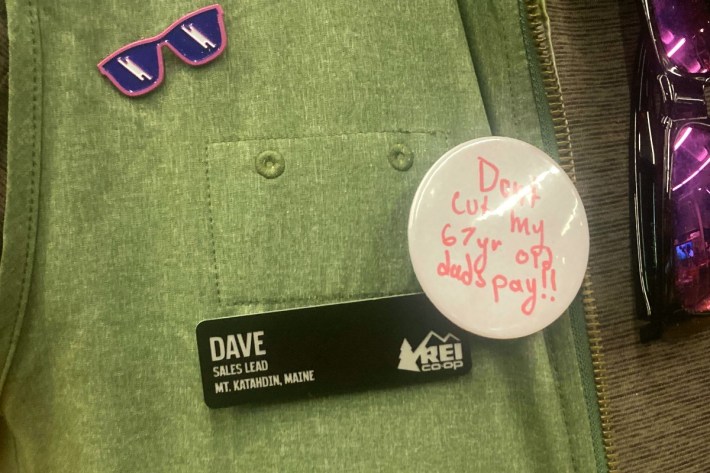 Don't
cut my
67yr old
dads pay!!
DAVE
SALES LEAD
MT. KATAHDIN, MAINE
REI
CO-OP